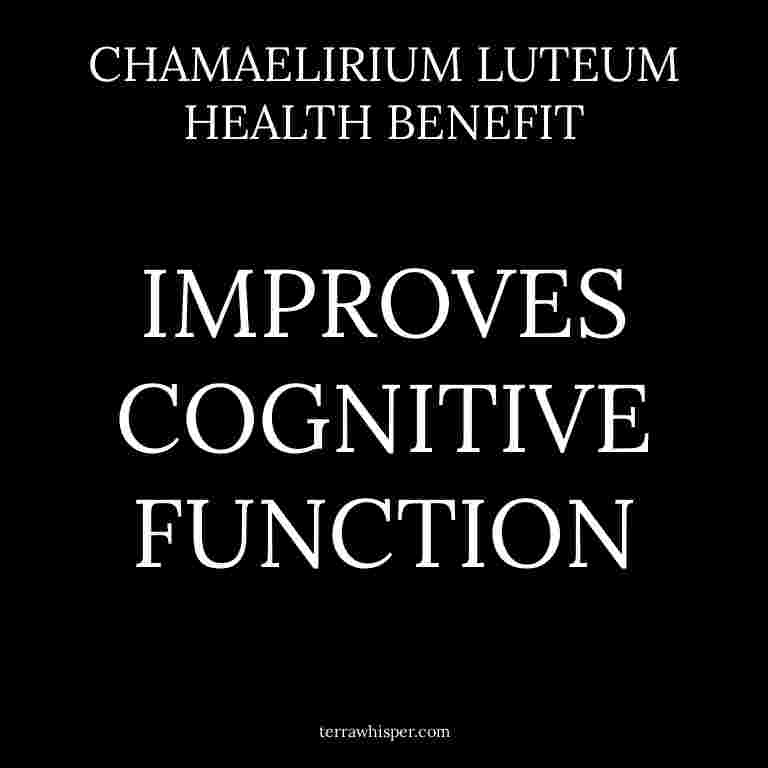 CHAMAELIRIUM LUTEUM
HEALTH BENEFIT
IMPROVES
COGNITIVE
FUNCTION
terrawhisper.com